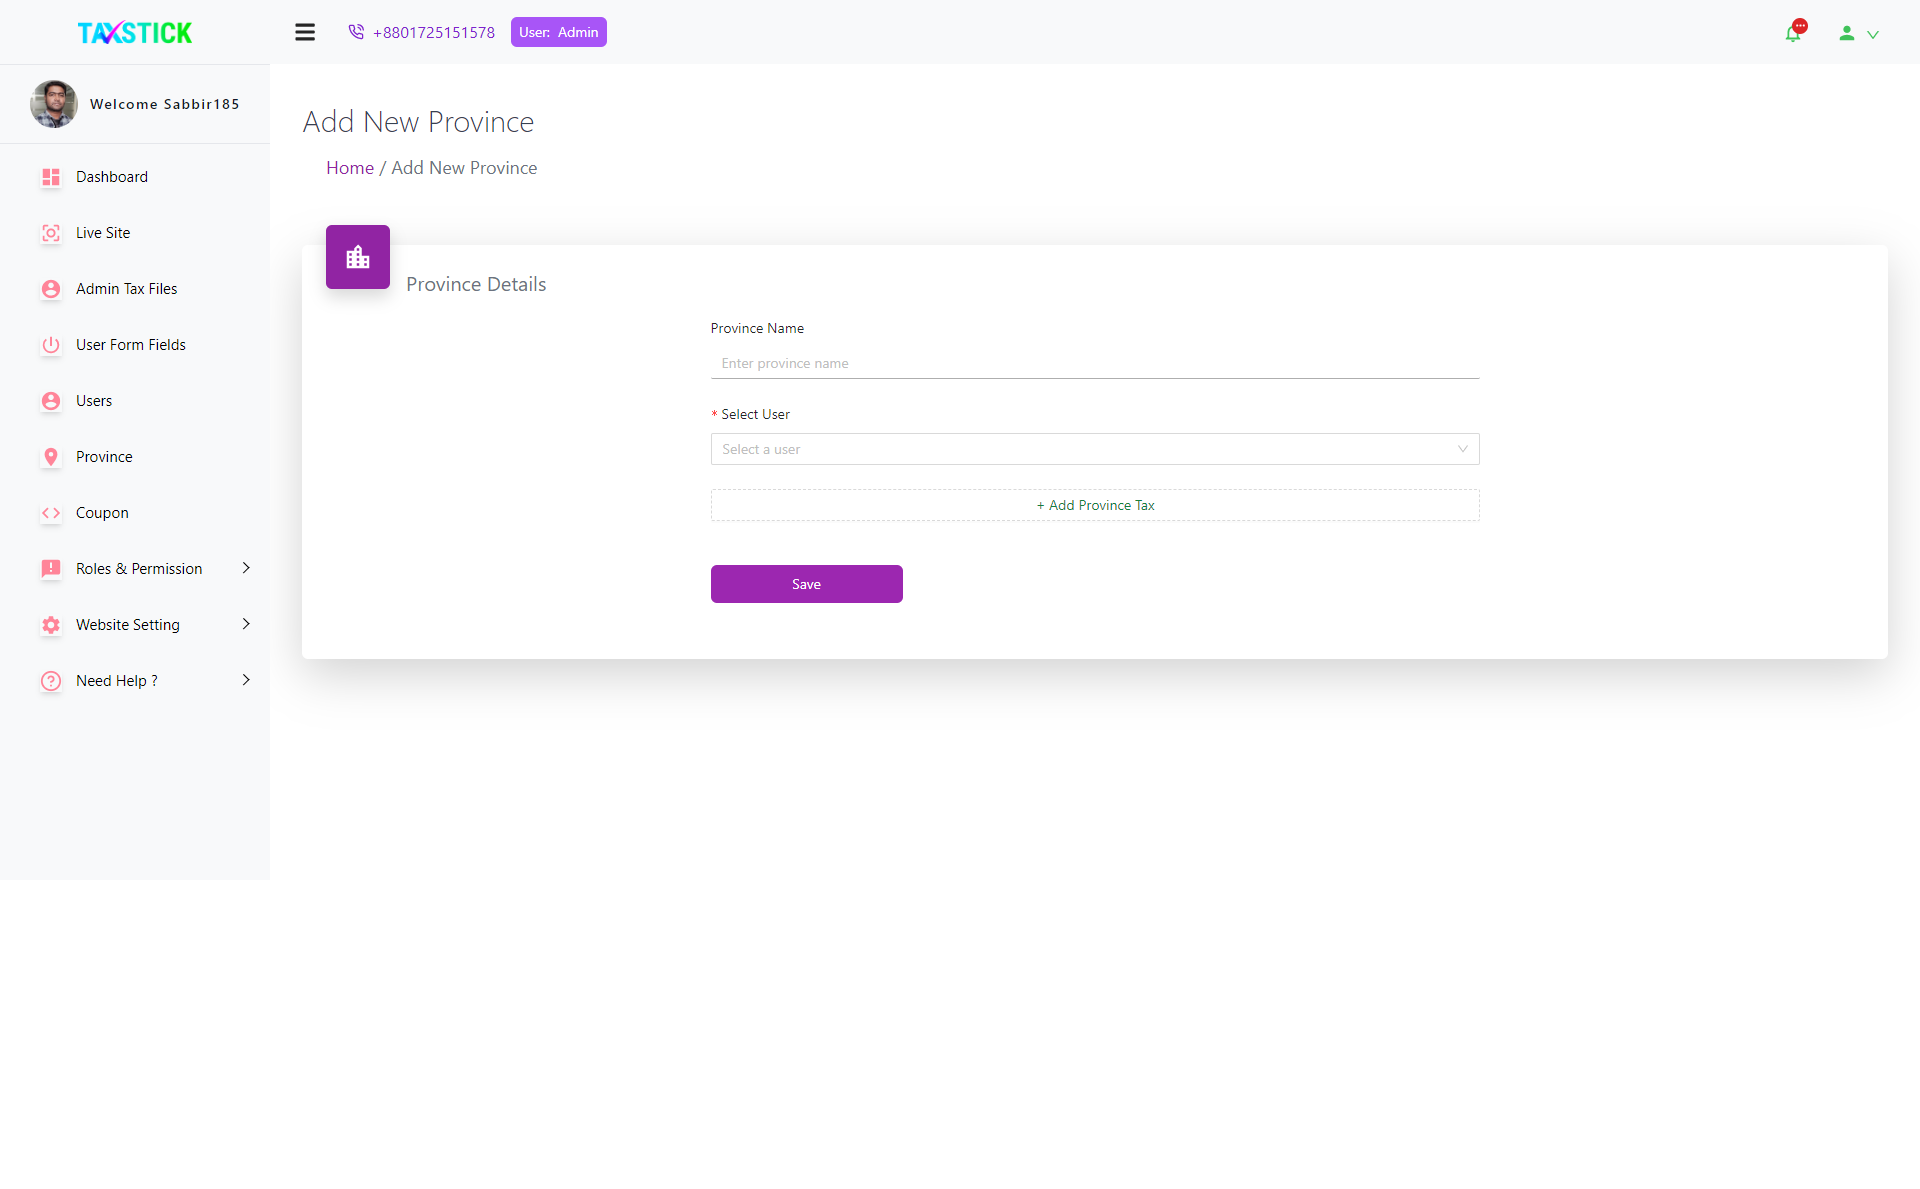 TAXSTICK
+8801725151578
User: Admin
Welcome Sabbir185
Dashboard
Live Site
Admin Tax Files
User Form Fields
Users
Province
Coupon
Roles & Permission
Website Setting
Need Help ?
Add New Province
Home / Add New Province
Province Details
Province Name
Enter province name
* Select User
Select a user
+ Add Province Tax
Save